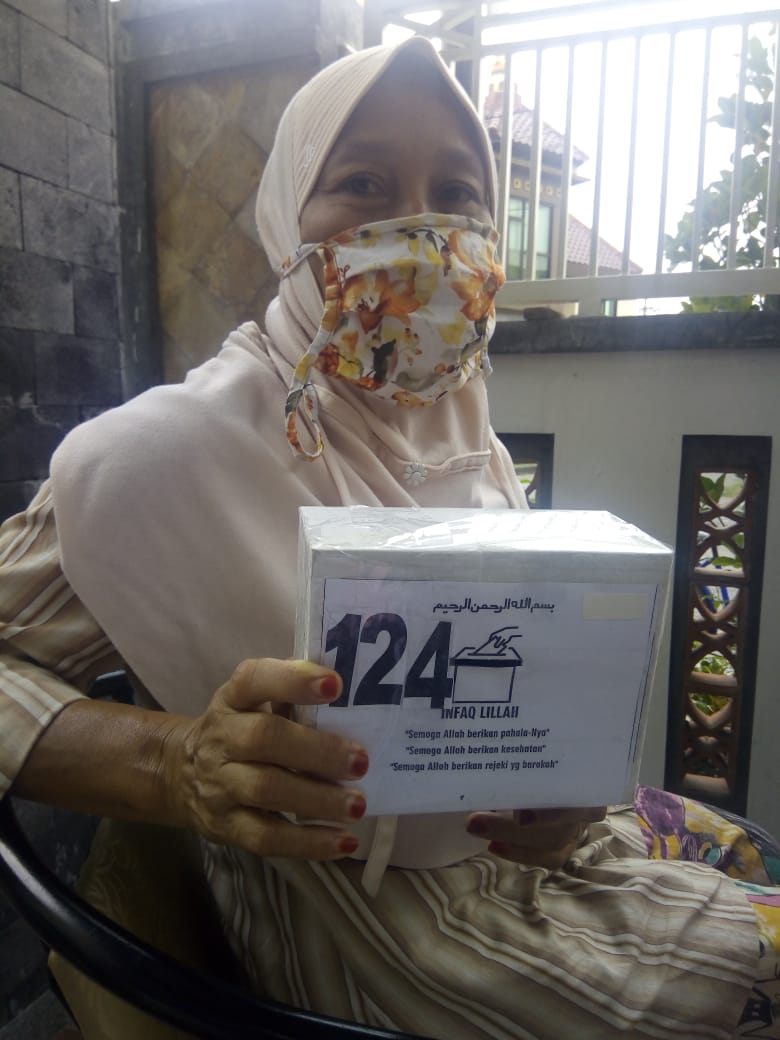 بسم الله الرحمن الرحيم
124
INFAQ LILLAH
"Semoga Allah berikan pahala-Nya"
"Semoga Allah berikan kesehatan"
"Semoga Allah berikan rejeki yg barokah"